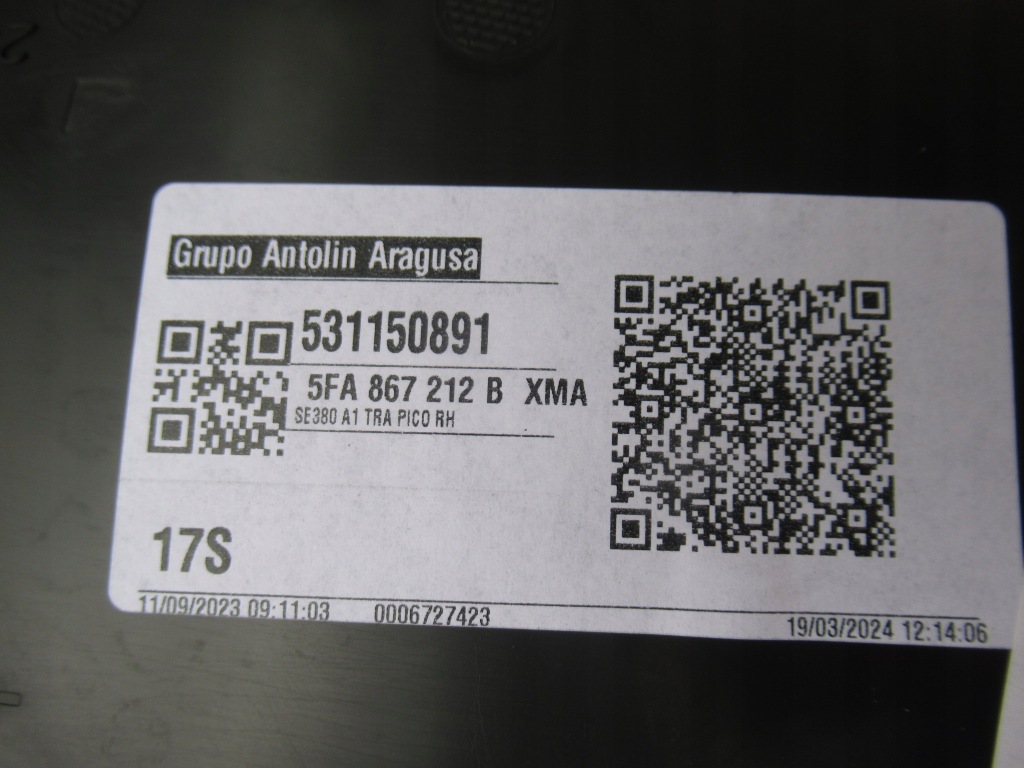 Grupo Antolin Aragusa
531150891
5FA 867 212 B XMA
SE380 A1 TRA PICO RH
17S
11/09/2023 09:11:03 0006727423 19/03/2024 12:14:06